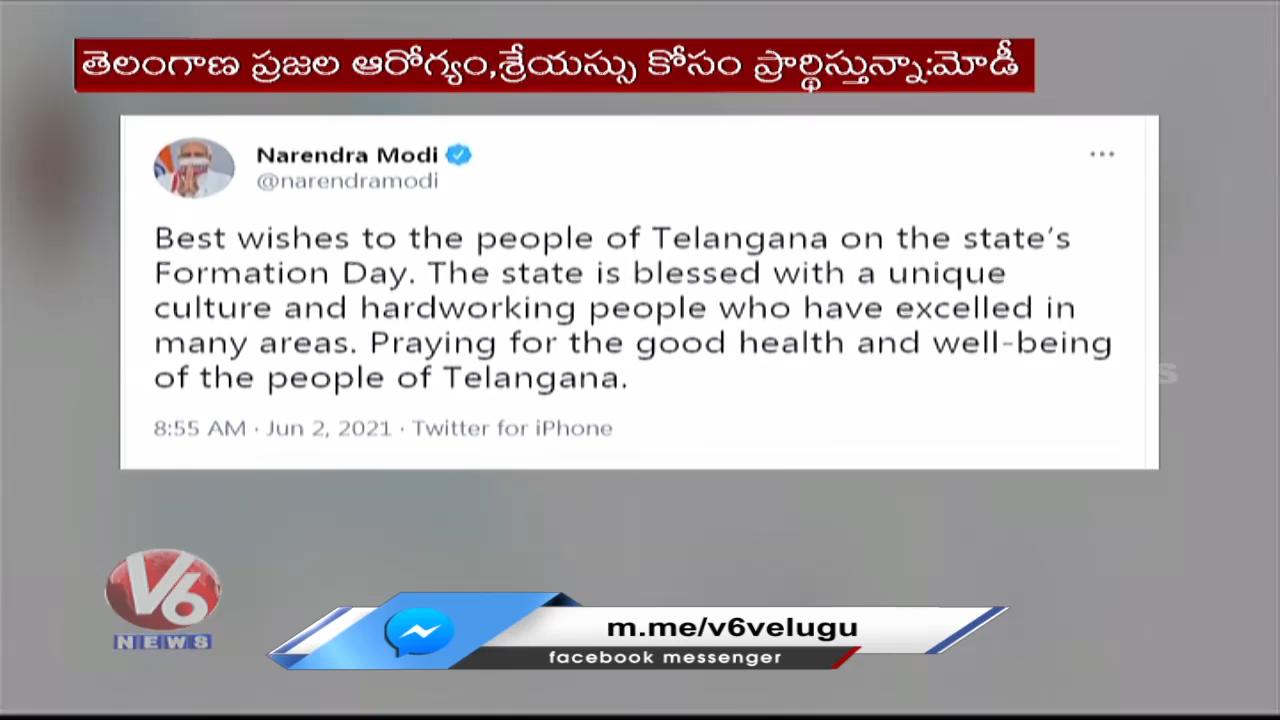 తెలంగాణ ప్రజల ఆరోగ్యం,శ్రేయస్సు కోసం ప్రార్థిస్తున్నా:మోడీ
Narendra Modi
@narendramodi
Best wishes to the people of Telangana on the state's
Formation Day. The state is blessed with a unique
culture and hardworking people who have excelled in
many areas. Praying for the good health and well-being
of the people of Telangana.
8:55 AM · Jun 2, 2021 · Twitter for iPhone
V6
NEWS
m.me/v6velugu
facebook messenger